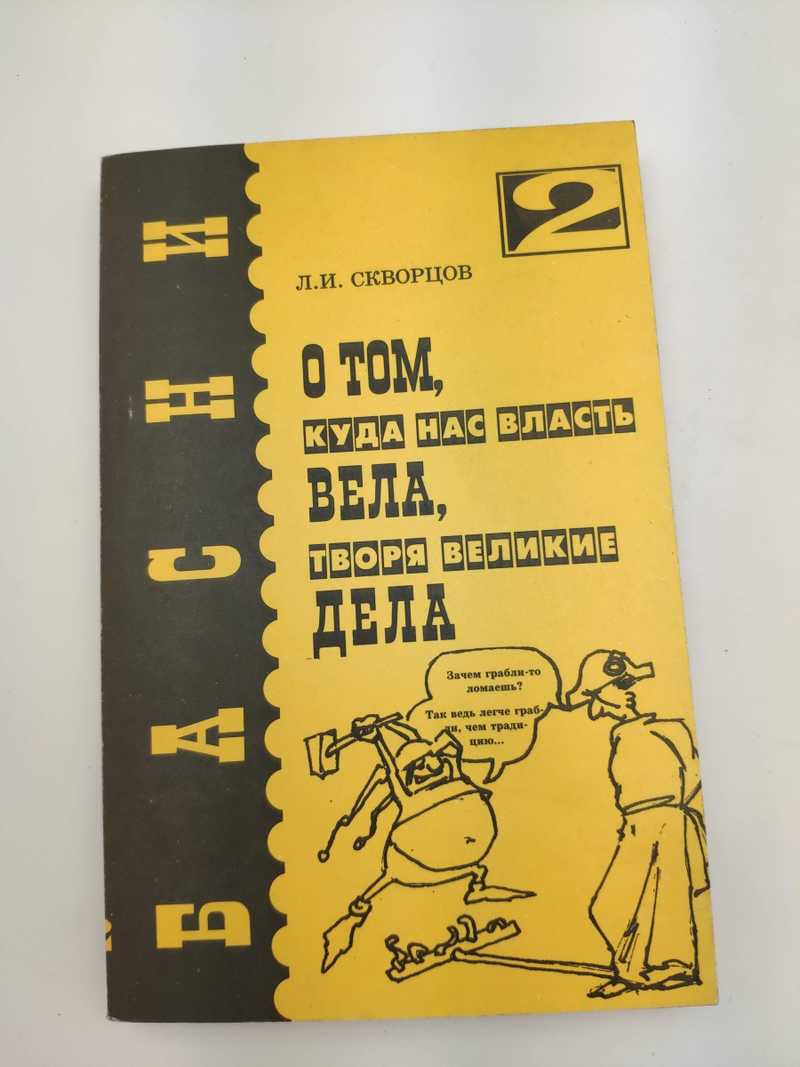 БАСНИ
2
Л.И. СКВОРЦОВ
О ТОМ,
КУДА НАС ВЛАСТЬ
ВЕЛА,
ТВОРЯ ВЕЛИКИЕ
ДЕЛА
Зачем грабли-то
ломаешь?
Так ведь легче граб-
ли, чем тради-
цию...